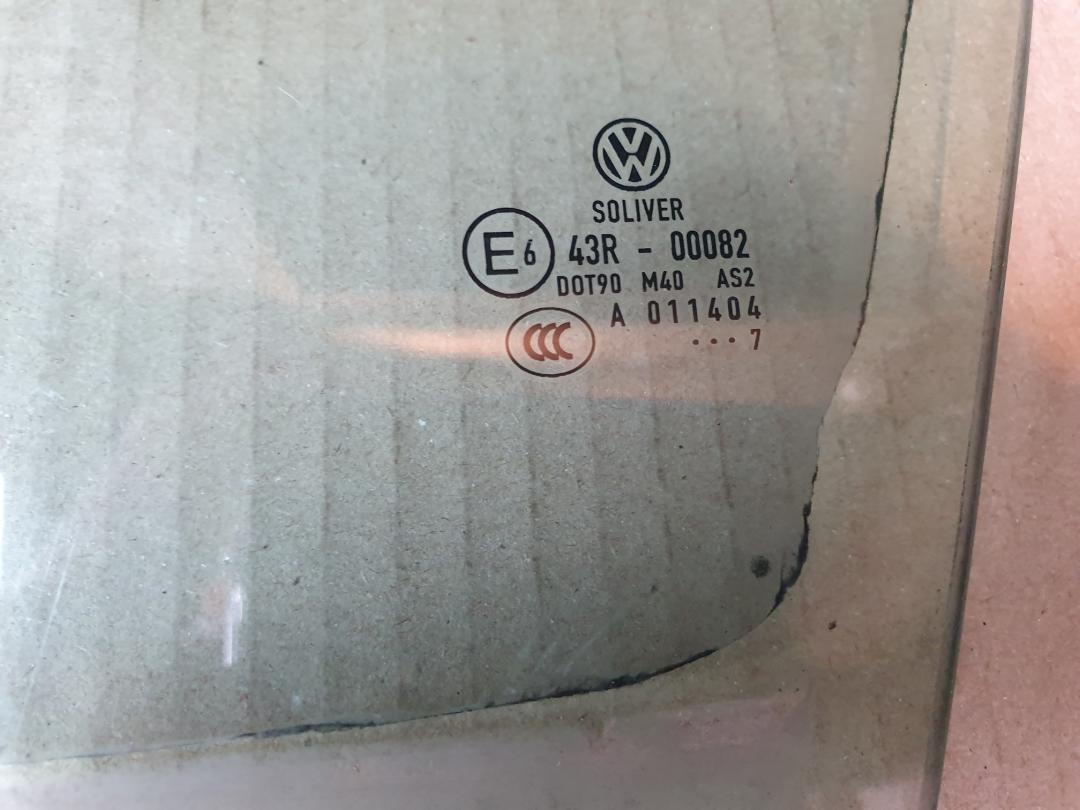 VW
SOLIVER
E6 43R - 00082
DOT90 M40 AS2
A 011404
CCC ... 7